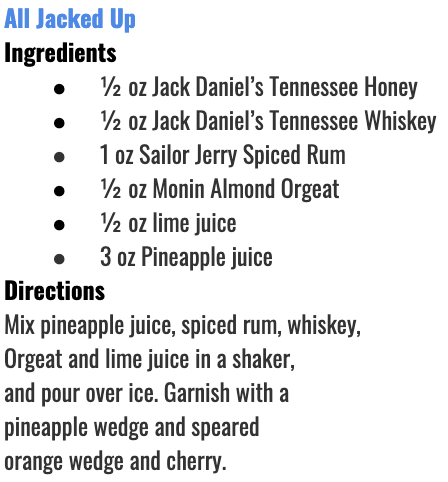 All Jacked Up
Ingredients
● ½ oz Jack Daniel’s Tennessee Honey
● ½ oz Jack Daniel’s Tennessee Whiskey
● 1 oz Sailor Jerry Spiced Rum
● ½ oz Monin Almond Orgeat
● ½ oz lime juice
● 3 oz Pineapple juice
Directions
Mix pineapple juice, spiced rum, whiskey,
Orgeat and lime juice in a shaker,
and pour over ice. Garnish with a
pineapple wedge and speared
orange wedge and cherry.